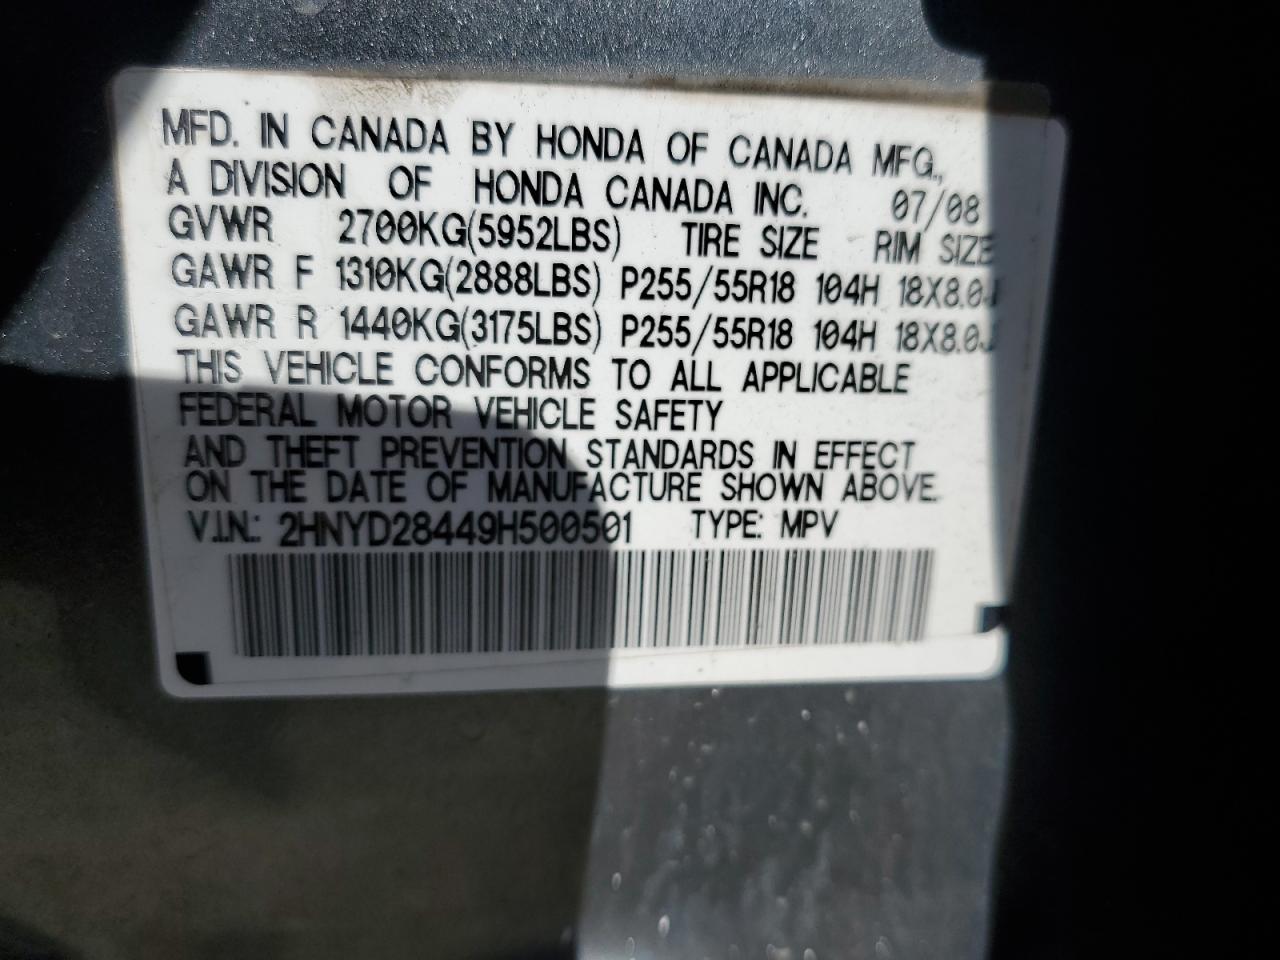 MFD. IN CANADA BY HONDA OF CANADA MFG.,
A DIVISION OF HONDA CANADA INC. 07/08
GVWR 2700KG(5952LBS) TIRE SIZE RIM SIZE
GAWR F 1310KG(2888LBS) P255/55R18 104H 18X8.0J
GAWR R 1440KG(3175LBS) P255/55R18 104H 18X8.0J
THIS VEHICLE CONFORMS TO ALL APPLICABLE
FEDERAL MOTOR VEHICLE SAFETY
AND THEFT PREVENTION STANDARDS IN EFFECT
ON THE DATE OF MANUFACTURE SHOWN ABOVE.
V.I.N.: 2HNYD28449H500501 TYPE: MPV